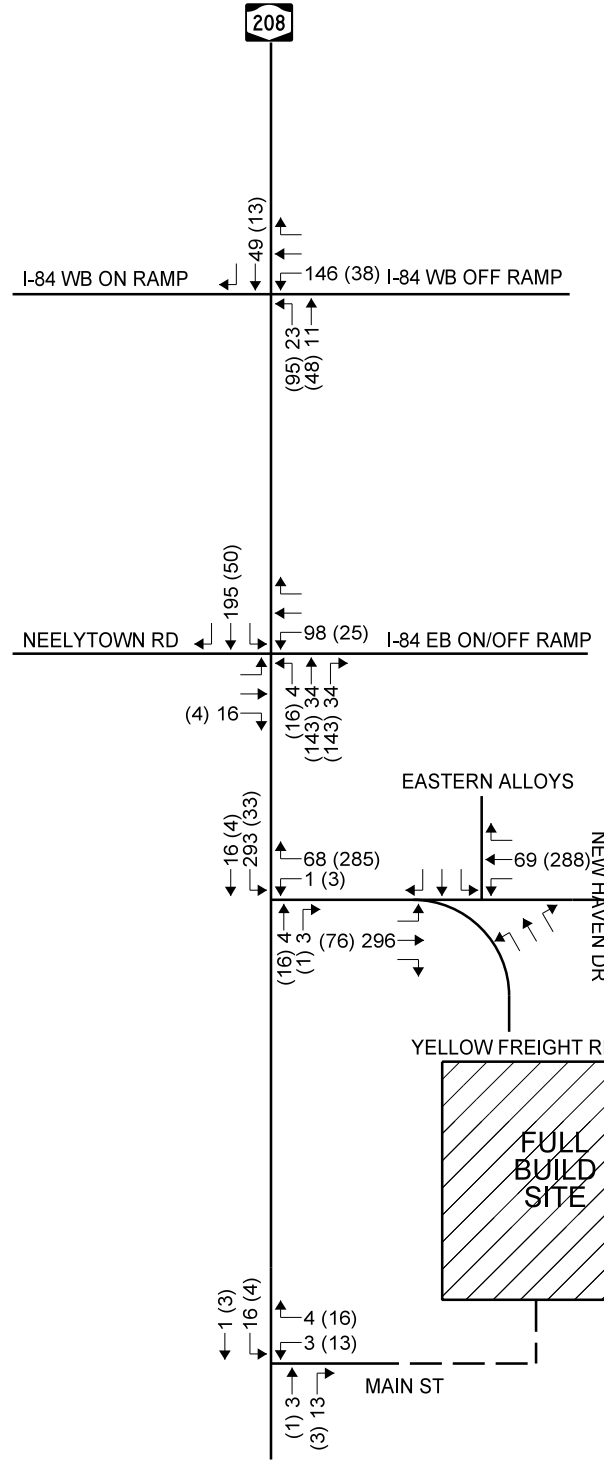 208
49 (13)
I-84 WB ON RAMP
146 (38)
I-84 WB OFF RAMP
(95) 23
(48) 11
195 (50)
NEELYTOWN RD
98 (25)
I-84 EB ON/OFF RAMP
(4) 16
(16) 4
(143) 34
(143) 34
EASTERN ALLOYS
16 (4)
293 (33)
68 (285)
1 (3)
69 (288)
NEW HAVEN DR
(16) 4
(1) 3
(76) 296
YELLOW FREIGHT R
FULL
BUILD
SITE
1 (3)
16 (4)
4 (16)
3 (13)
MAIN ST
(1) 3
(3) 13